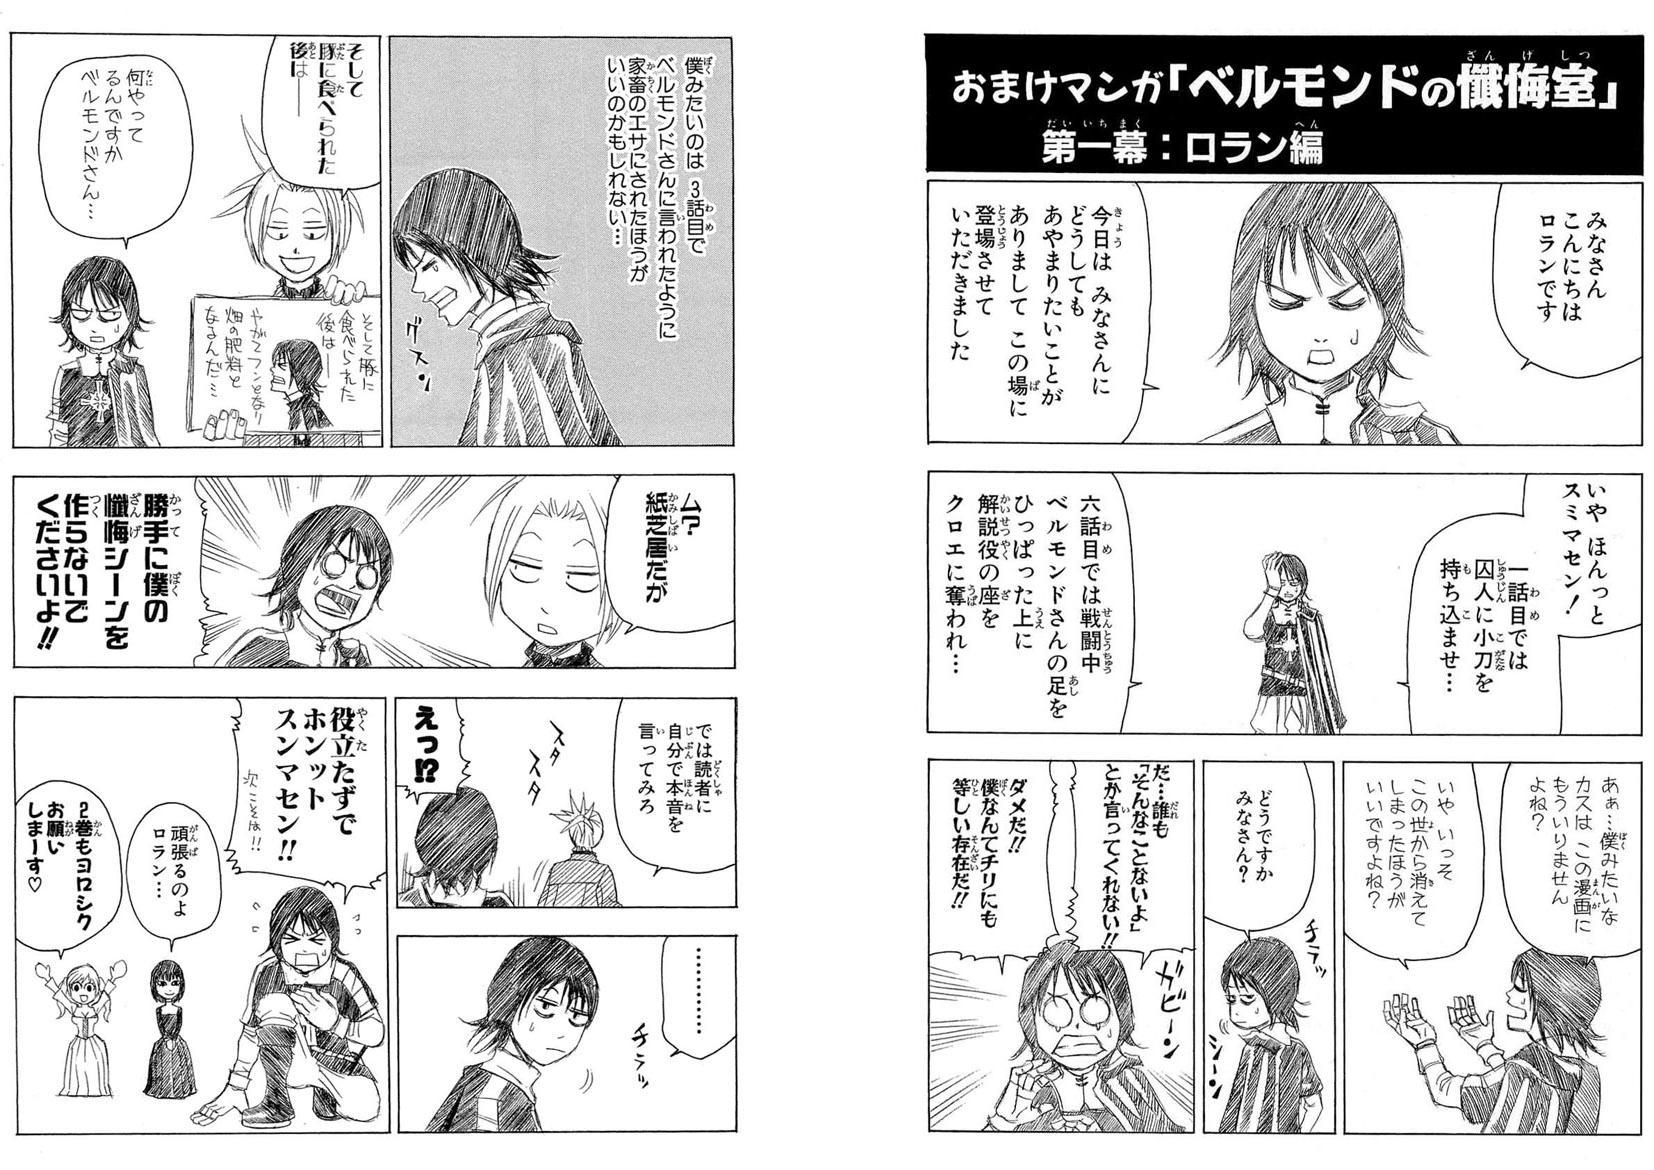 おまけマンガ「ベルモンドの懺悔室」
第一幕：ロラン編
みなさん
こんにちは
ロランです
今日は みなさんに
どうしても
あやまりたいことが
ありまして この場に
登場させて
いただきました
いや ほんっと
スミマセン！
一話目では
囚人に小刀を
持ち込ませ…
六話目では戦闘中
ベルモンドさんの足を
ひっぱった上に
解説役の座を
クロエに奪われ…
あぁ…僕みたいな
カスは この漫画に
もういりません
よね？
いや いっそ
この世から消えて
しまったほうが
いいですよね？
どうですか
みなさん？
チラッ
シーン
だ…誰も
「そんなことないよ」
とか言ってくれない!!
ダメだ!!
僕なんてチリにも
等しい存在だ!!
ガビーン
僕みたいのは 3話目で
ベルモンドさんに言われたように
家畜のエサにされたほうが
いいのかもしれない…
グスン
そして
豚に食べられた
後は――
そして豚に
食べられた
後は――
やがてフンとなり
畑の肥料と
なるんだ…
何やって
るんですか
ベルモンドさん…
ム？
紙芝居だが
勝手に僕の
懺悔シーンを
作らないで
くださいよ!!
では読者に
自分で本音を
言ってみろ
スタスタ
えっ!?
…………
チラッ
役立たずで
ホンット
スンマセン!!
次こそは!!
頑張るのよ
ロラン…
2巻もヨロシク
お願い
しまーす♡